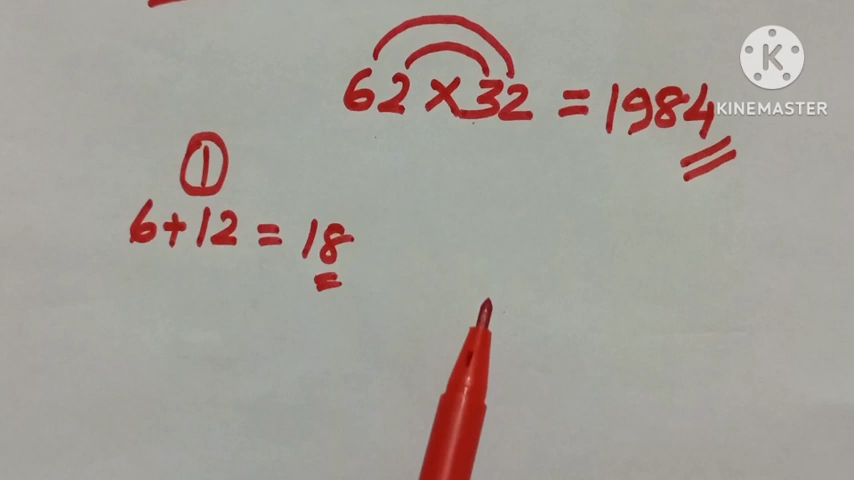 62×32 = 1984
KINEMASTER
1
6+12 = 18